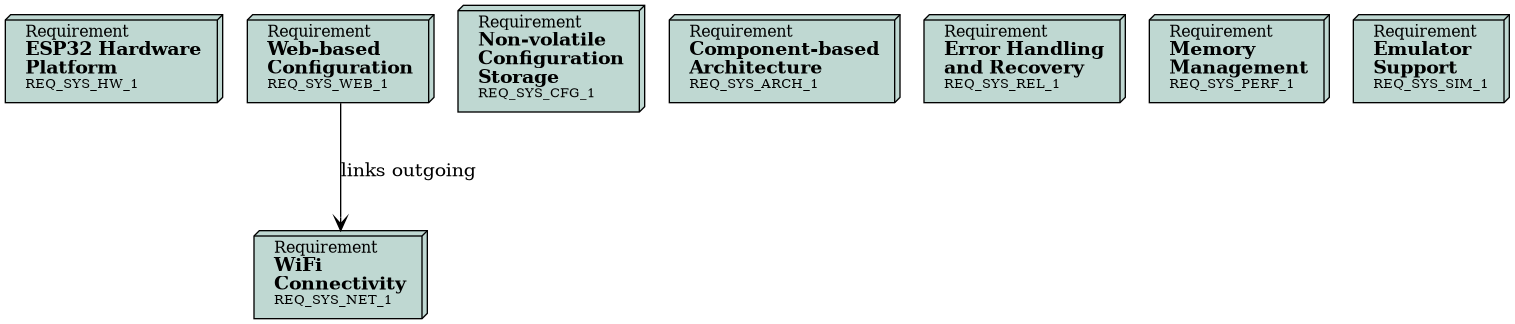 Requirement
ESP32 Hardware
Platform
REQ_SYS_HW_1
Requirement
Web-based
Configuration
REQ_SYS_WEB_1
Requirement
Non-volatile
Configuration
Storage
REQ_SYS_CFG_1
Requirement
Component-based
Architecture
REQ_SYS_ARCH_1
Requirement
Error Handling
and Recovery
REQ_SYS_REL_1
Requirement
Memory
Management
REQ_SYS_PERF_1
Requirement
Emulator
Support
REQ_SYS_SIM_1
links outgoing
Requirement
WiFi
Connectivity
REQ_SYS_NET_1